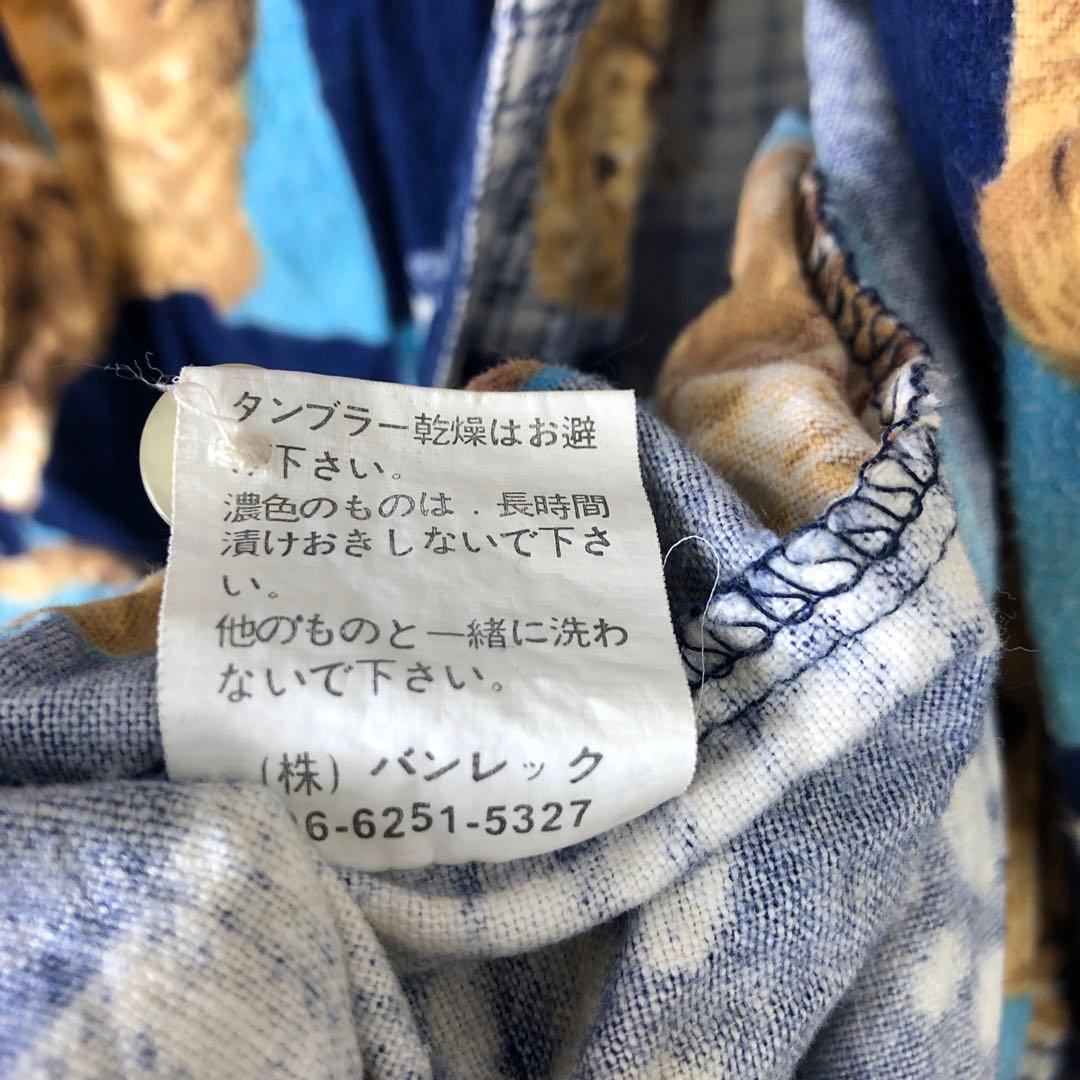 タンブラー乾燥はお避
け下さい。
濃色のものは．長時間
漬けおきしないで下さ
い。
他のものと一緒に洗わ
ないで下さい。
(株) バンレック
06-6251-5327